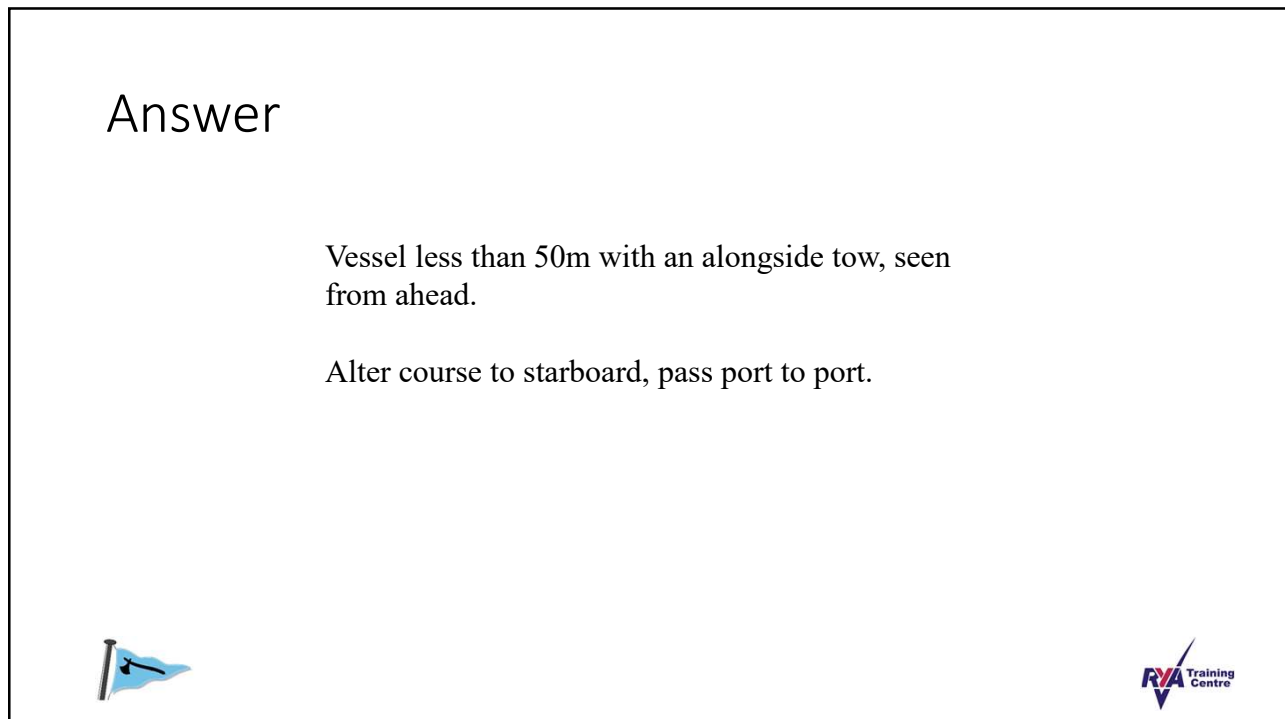 Answer
Vessel less than 50m with an alongside tow, seen
from ahead.
Alter course to starboard, pass port to port.
RYA Training
Centre